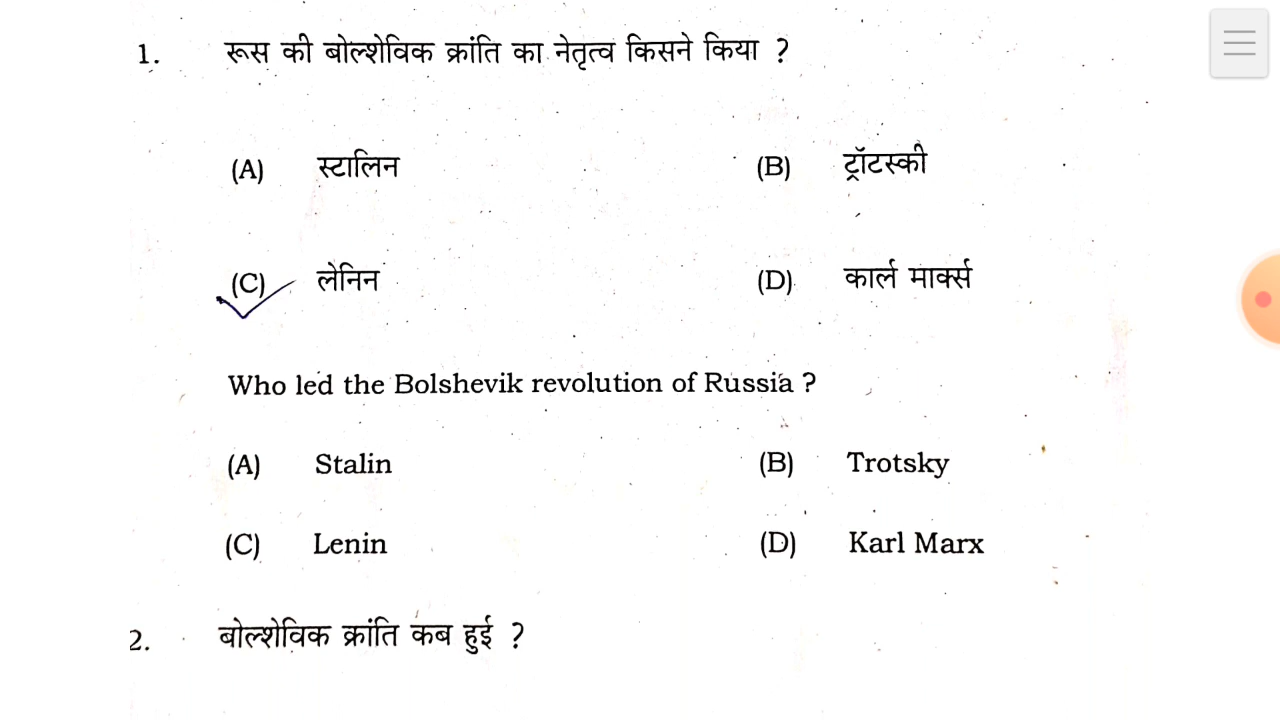 1. रूस की बोल्शेविक क्रांति का नेतृत्व किसने किया ?
(A) स्टालिन (B) ट्रॉटस्की
(C) लेनिन (D) कार्ल मार्क्स
Who led the Bolshevik revolution of Russia ?
(A) Stalin (B) Trotsky
(C) Lenin (D) Karl Marx
2. बोल्शेविक क्रांति कब हुई ?